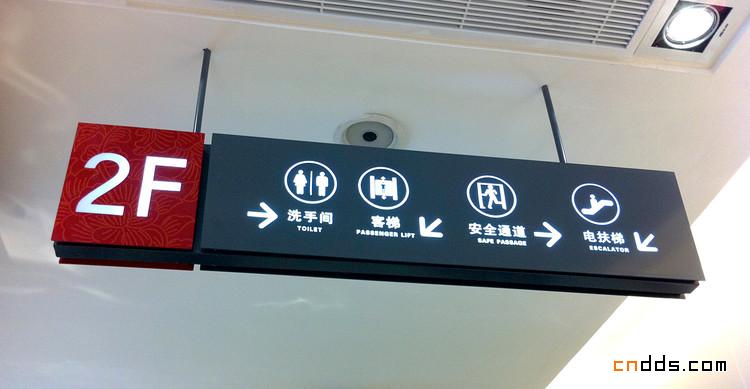 2F
洗手间
TOILET
客梯
PASSENGER LIFT
安全通道
SAFE PASSAGE
电扶梯
ESCALATOR
cndds.com